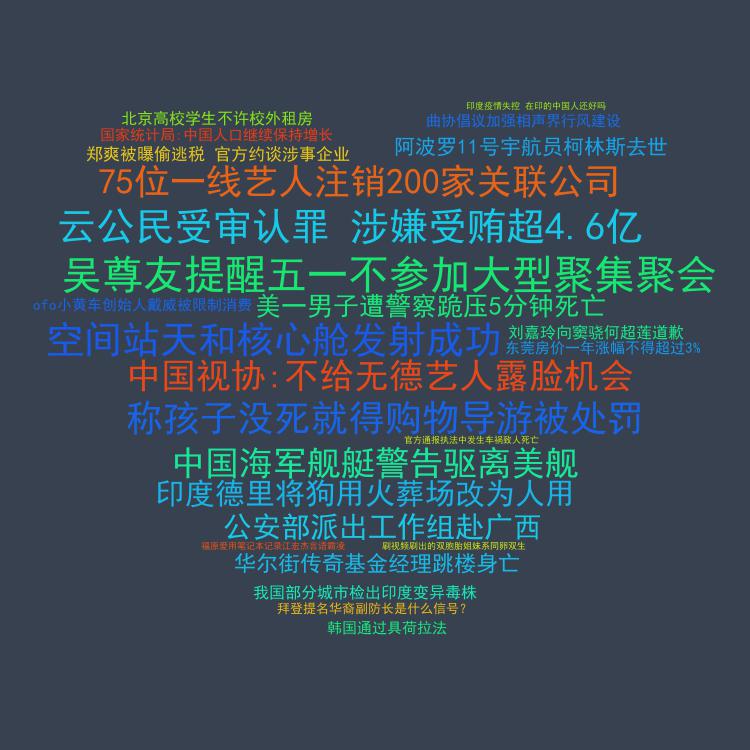 印度疫情失控 在印的中国人还好吗
北京高校学生不许校外租房
曲协倡议加强相声界行风建设
国家统计局:中国人口继续保持增长
阿波罗11号宇航员柯林斯去世
郑爽被曝偷逃税 官方约谈涉事企业
75位一线艺人注销200家关联公司
云公民受审认罪 涉嫌受贿超4.6亿
吴尊友提醒五一不参加大型聚集聚会
ofo小黄车创始人戴威被限制消费
美一男子遭警察跪压5分钟死亡
空间站天和核心舱发射成功
刘嘉玲向窦骁何超莲道歉
东莞房价一年涨幅不得超过3%
中国视协:不给无德艺人露脸机会
称孩子没死就得购物导游被处罚
官方通报执法中发生车祸致人死亡
中国海军舰艇警告驱离美舰
印度德里将狗用火葬场改为人用
公安部派出工作组赴广西
福原爱用笔记本记录江宏杰言语霸凌
刷视频刷出的双胞胎姐妹系同卵双生
华尔街传奇基金经理跳楼身亡
我国部分城市检出印度变异毒株
拜登提名华裔副防长是什么信号?
韩国通过具荷拉法